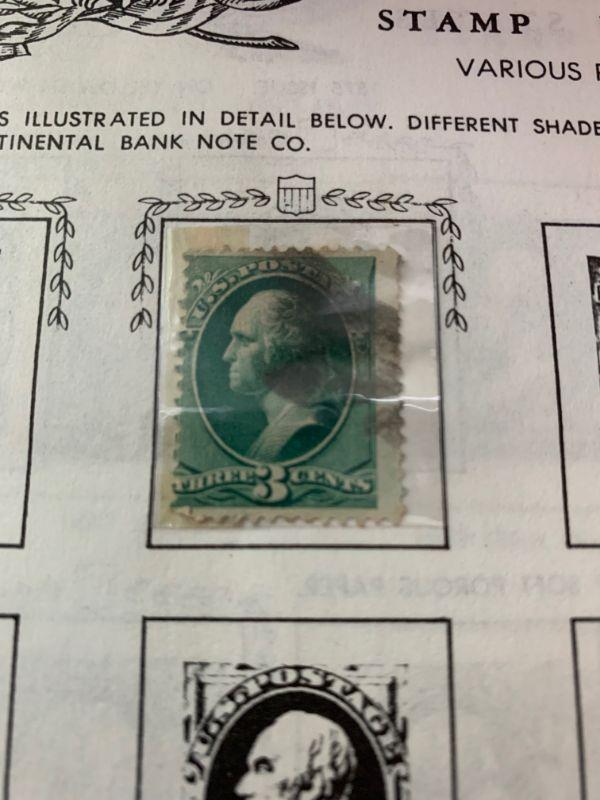 STAMP
VARIOUS
S ILLUSTRATED IN DETAIL BELOW. DIFFERENT SHADE
TINENTAL BANK NOTE CO.
U.S. POSTA
THREE 3 CENTS
SOFT POROUS PAPER.
U.S. POSTAGE